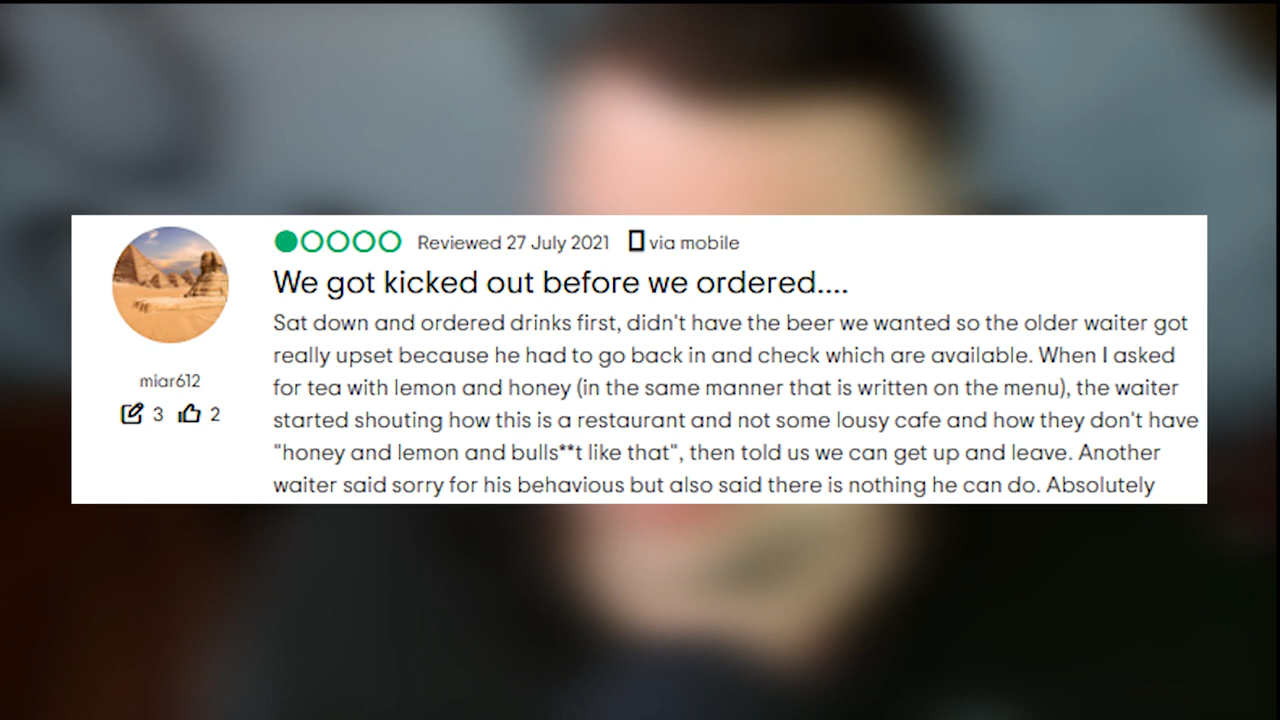 Reviewed 27 July 2021 via mobile
We got kicked out before we ordered....
Sat down and ordered drinks first, didn't have the beer we wanted so the older waiter got
really upset because he had to go back in and check which are available. When I asked
for tea with lemon and honey (in the same manner that is written on the menu), the waiter
started shouting how this is a restaurant and not some lousy cafe and how they don't have
"honey and lemon and bulls**t like that", then told us we can get up and leave. Another
waiter said sorry for his behavious but also said there is nothing he can do. Absolutely
miar612
3 2